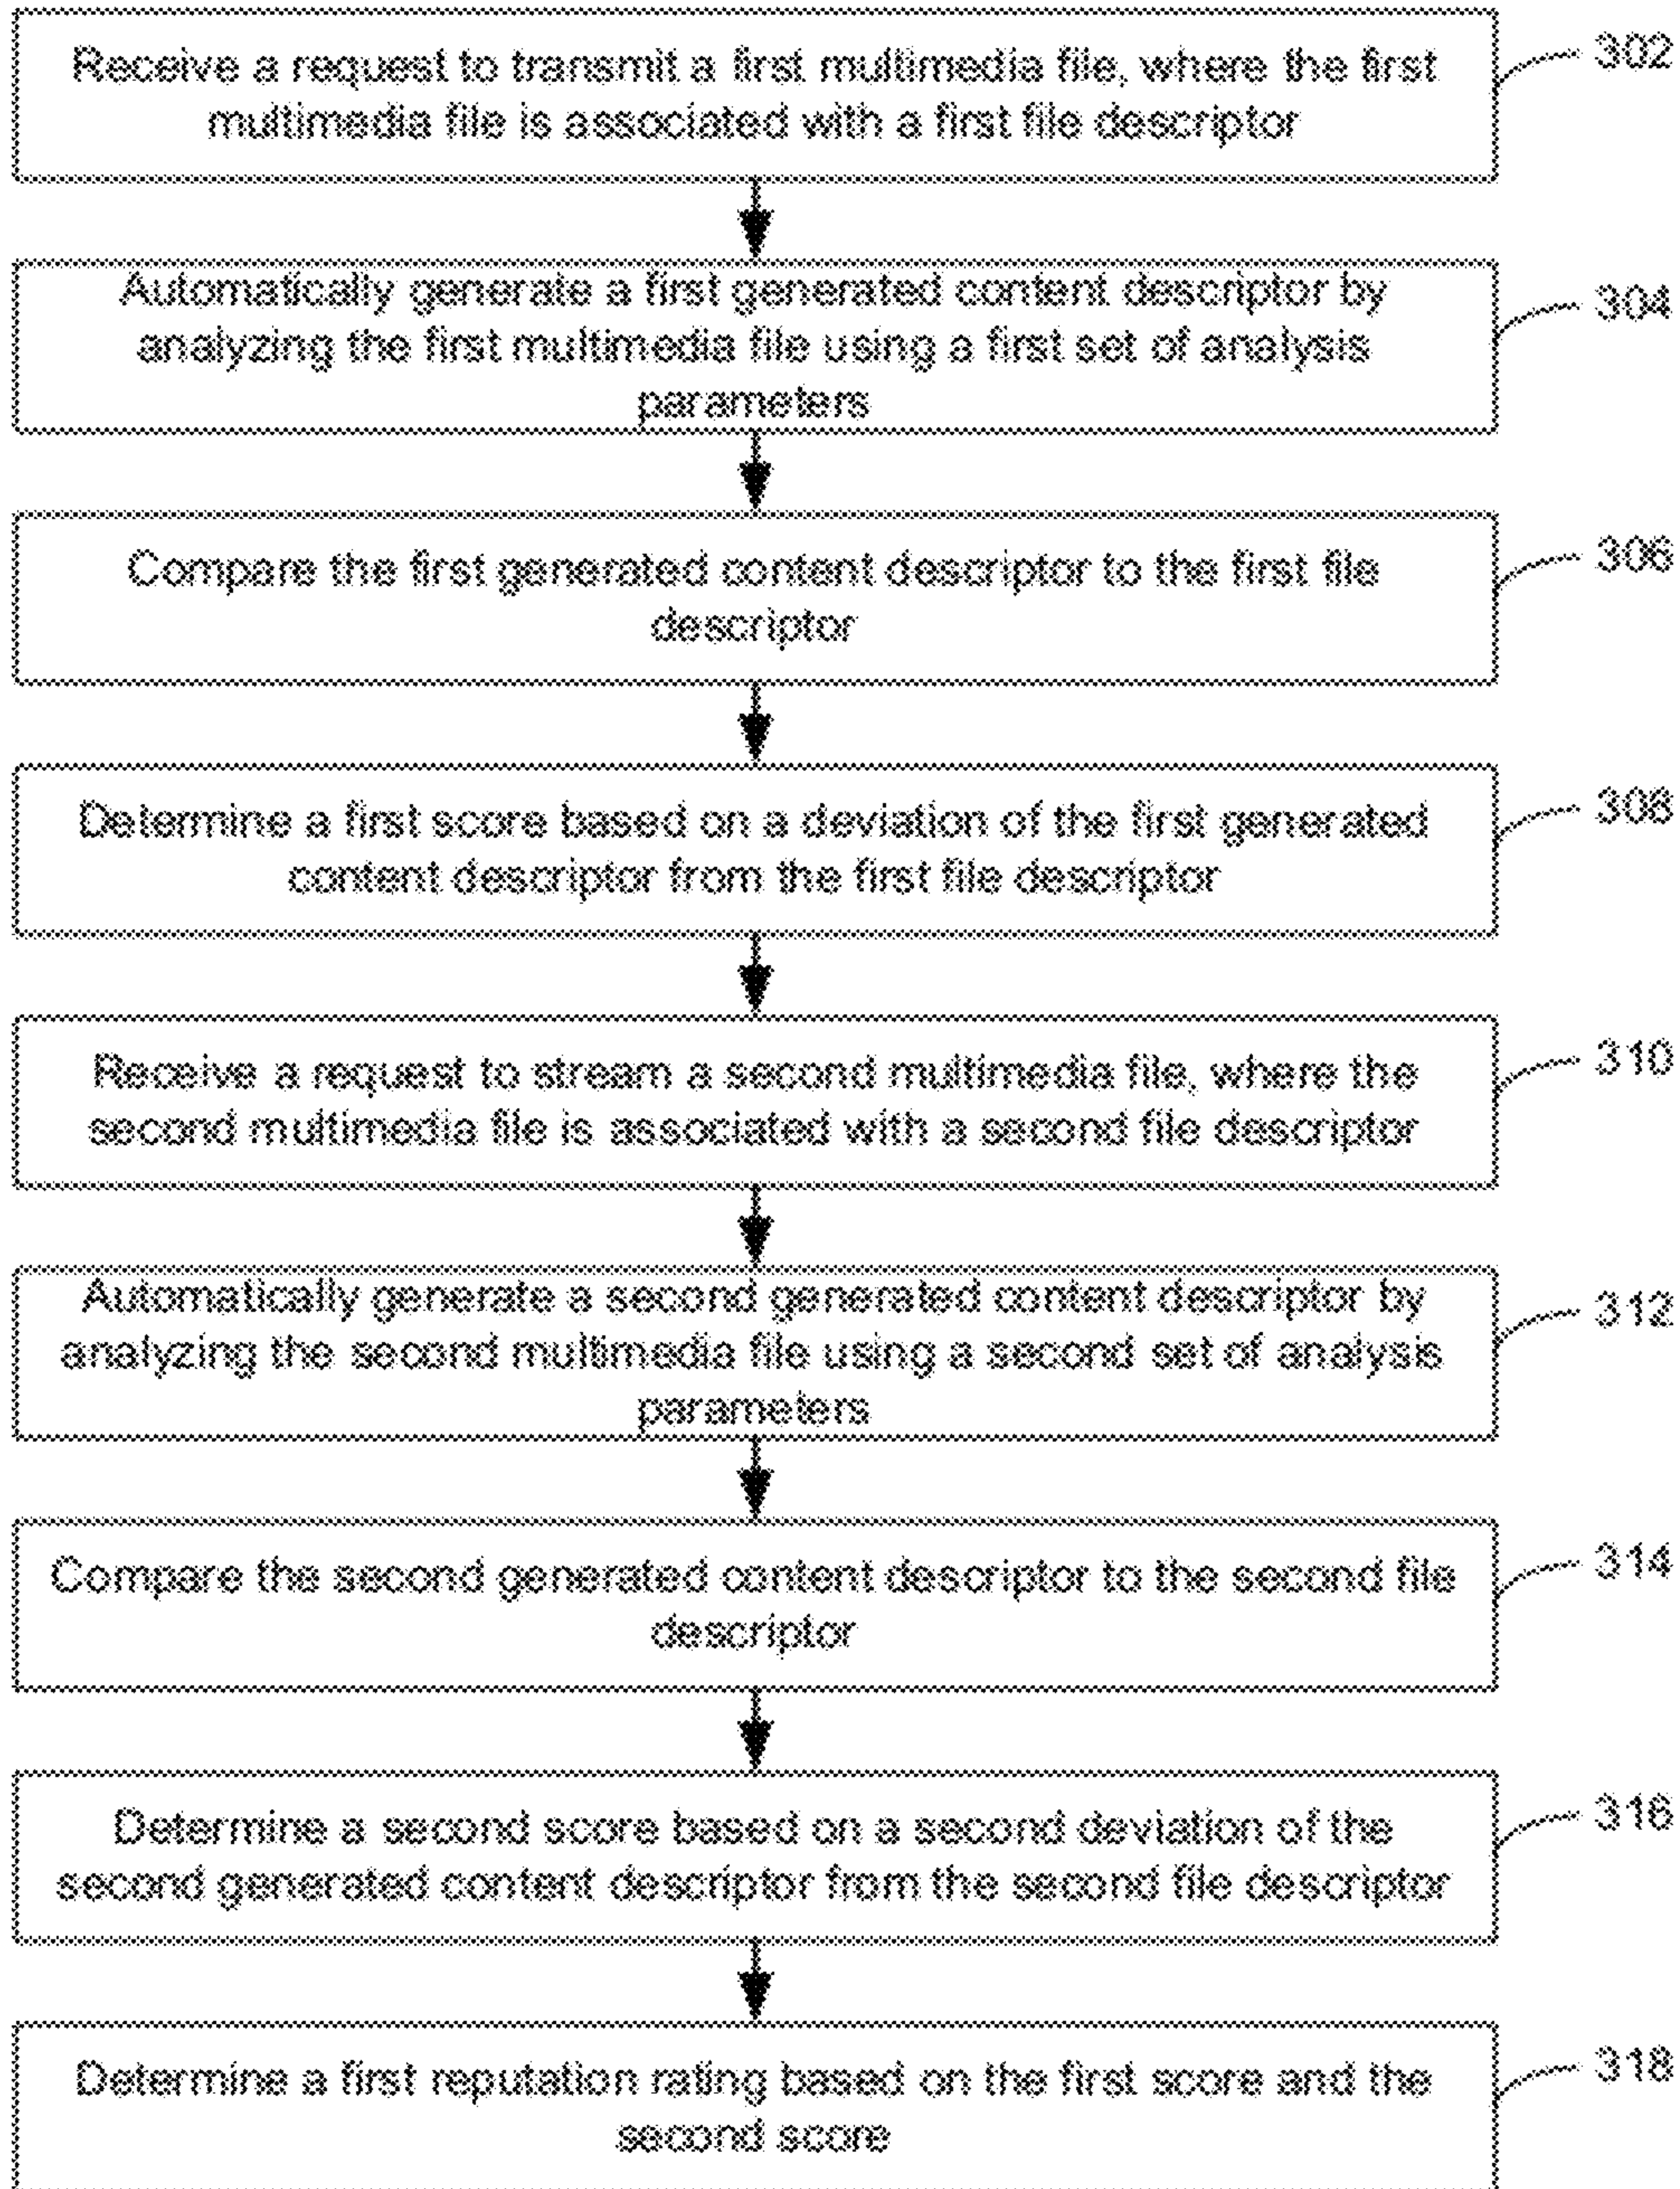 Receive a request to transmit a first multimedia file, where the first
multimedia file is associated with a first file descriptor
302
Automatically generate a first generated content descriptor by
analyzing the first multimedia file using a first set of analysis
parameters
304
Compare the first generated content descriptor to the first file
descriptor
306
Determine a first score based on a deviation of the first generated
content descriptor from the first file descriptor
308
Receive a request to stream a second multimedia file, where the
second multimedia file is associated with a second file descriptor
310
Automatically generate a second generated content descriptor by
analyzing the second multimedia file using a second set of analysis
parameters
312
Compare the second generated content descriptor to the second file
descriptor
314
Determine a second score based on a second deviation of the
second generated content descriptor from the second file descriptor
316
Determine a first reputation rating based on the first score and the
second score
318